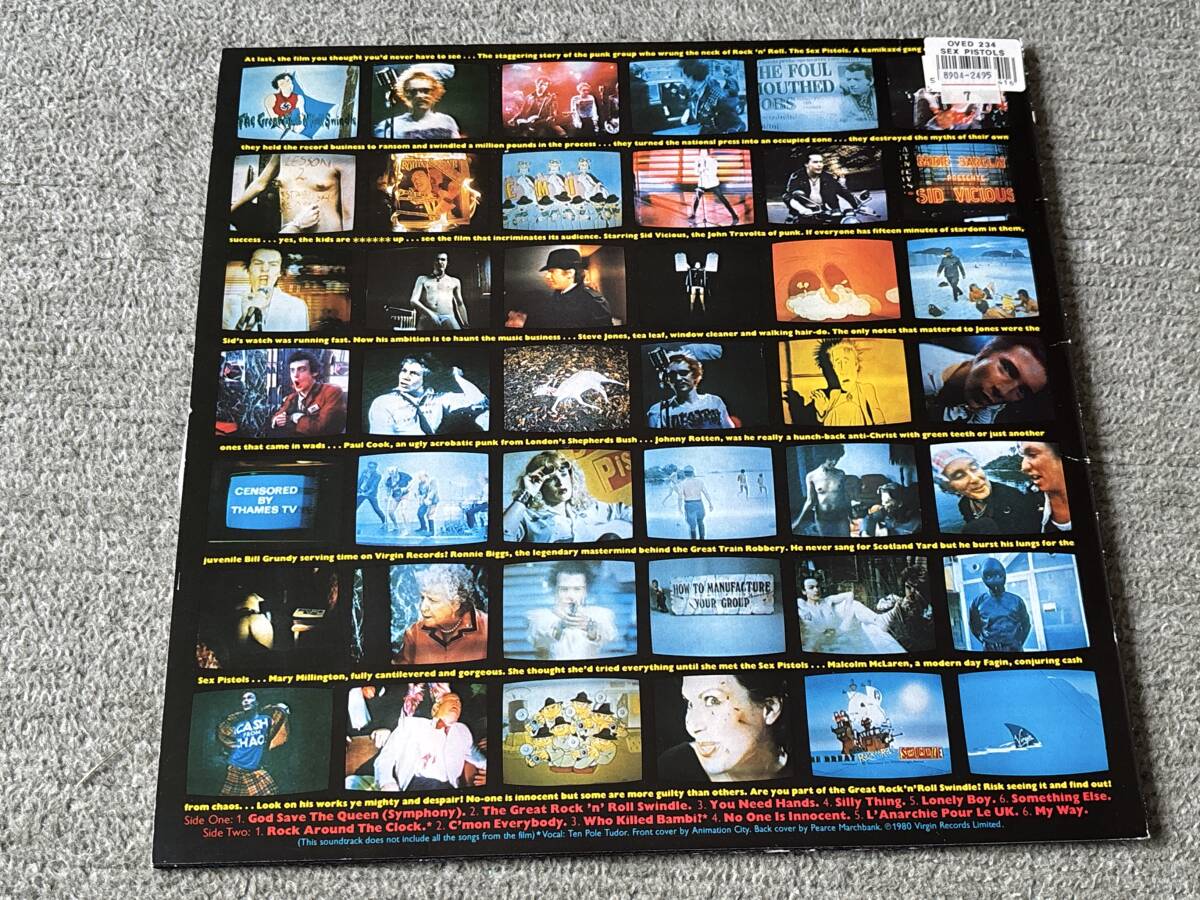 OVED 234
SEX PISTOLS
8904-2495
7
At last, the film you thought you'd never have to see . . . The staggering story of the punk group who wrung the neck of Rock 'n' Roll. The Sex Pistols. A kamikaze gang
HE FOUL
OUTHED
they held the record business to ransom and swindled a million pounds in the process . . . they turned the national press into an occupied zone . . . they destroyed the myths of their own
LESSON
2
EDDIE BARCLAY
PRESENTE
SID VICIOUS
success . . . yes, the kids are ****** up . . . see the film that incriminates its audience. Starring Sid Vicious, the John Travolta of punk. If everyone has fifteen minutes of stardom in them,
Sid's watch was running fast. Now his ambition is to haunt the music business . . . Steve Jones, tea leaf, window cleaner and walking hair-do. The only notes that mattered to Jones were the
ones that came in wads . . . Paul Cook, an ugly acrobatic punk from London's Shepherds Bush . . . Johnny Rotten, was he really a hunch-back anti-Christ with green teeth or just another
CENSORED
BY
THAMES TV
PIS
juvenile Bill Grundy serving time on Virgin Records! Ronnie Biggs, the legendary mastermind behind the Great Train Robbery. He never sang for Scotland Yard but he burst his lungs for the
HOW TO MANUFACTURE
YOUR GROUP
Sex Pistols . . . Mary Millington, fully cantilevered and gorgeous. She thought she'd tried everything until she met the Sex Pistols . . . Malcolm McLaren, a modern day Fagin, conjuring cash
CASH
FROM
CHAO
Virgin
from chaos. . . Look on his works ye mighty and despair! No-one is innocent but some are more guilty than others. Are you part of the Great Rock'n'Roll Swindle! Risk seeing it and find out!
Side One: 1. God Save The Queen (Symphony). 2. The Great Rock 'n' Roll Swindle. 3. You Need Hands. 4. Silly Thing. 5. Lonely Boy. 6. Something Else.
Side Two: 1. Rock Around The Clock.* 2. C'mon Everybody. 3. Who Killed Bambi?* 4. No One Is Innocent. 5. L'Anarchie Pour Le UK. 6. My Way.
(This soundtrack does not include all the songs from the film) * Vocal: Ten Pole Tudor. Front cover by Animation City. Back cover by Pearce Marchbank. ℗1980 Virgin Records Limited.